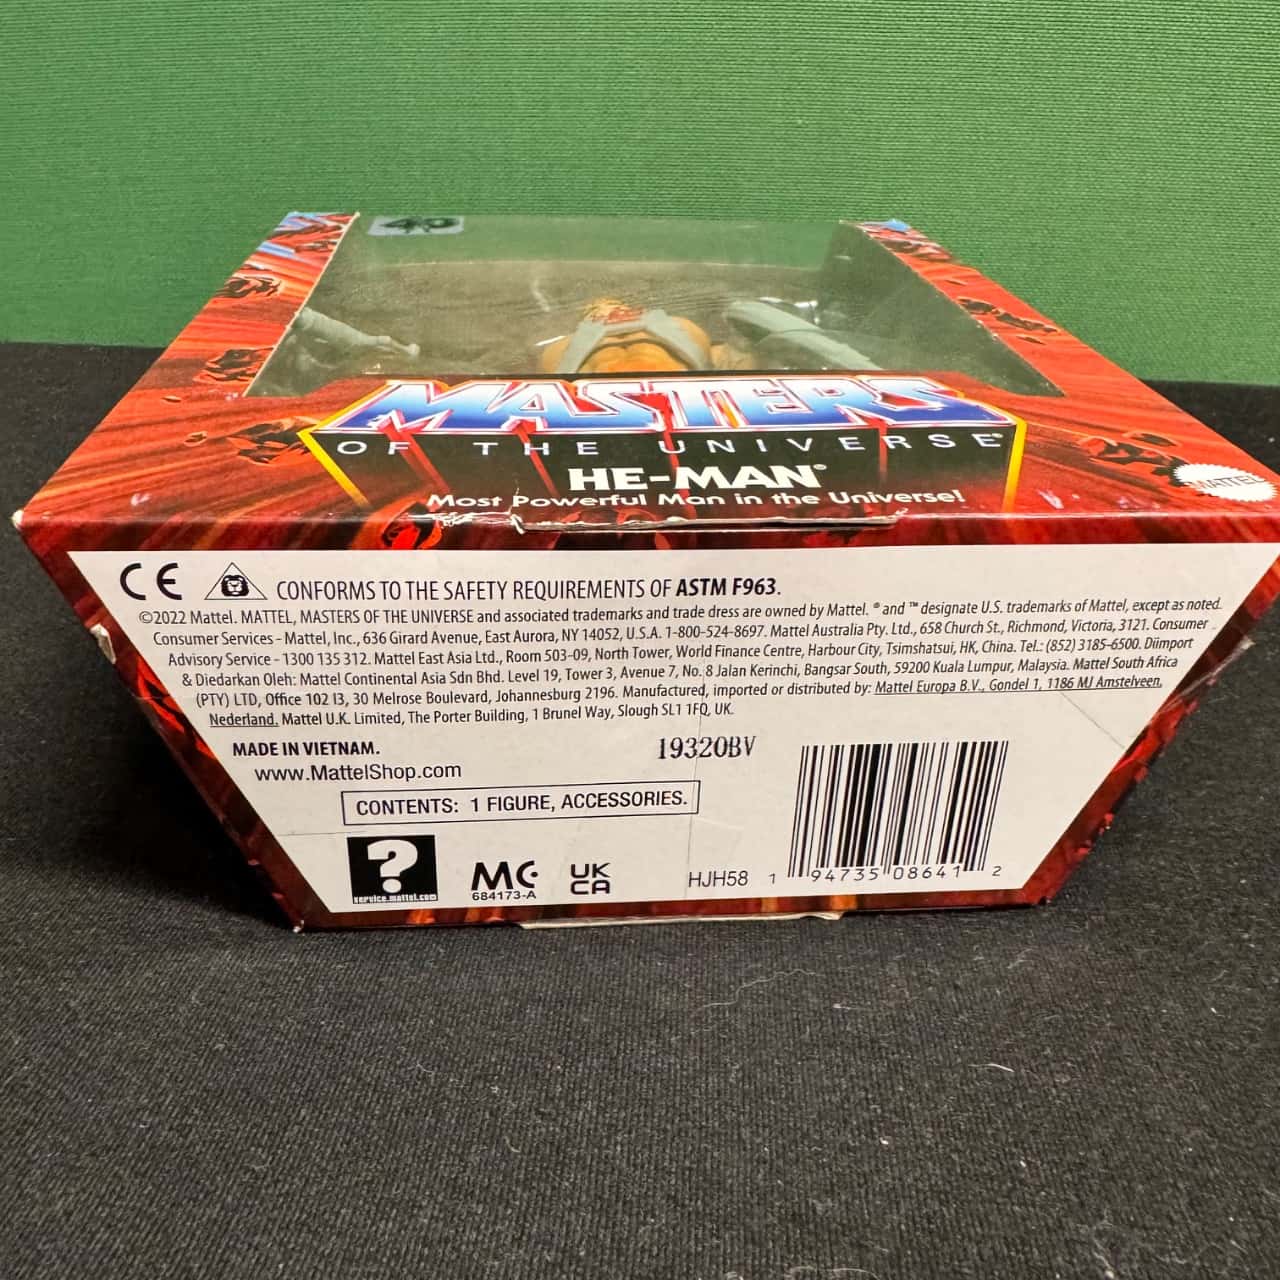 40
MASTERS
OF THE UNIVERSE®
HE-MAN®
Most Powerful Man in the Universe!
MATTEL
CE CONFORMS TO THE SAFETY REQUIREMENTS OF ASTM F963.
©2022 Mattel. MATTEL, MASTERS OF THE UNIVERSE and associated trademarks and trade dress are owned by Mattel. ® and ™ designate U.S. trademarks of Mattel, except as noted.
Consumer Services - Mattel, Inc., 636 Girard Avenue, East Aurora, NY 14052, U.S.A. 1-800-524-8697. Mattel Australia Pty. Ltd., 658 Church St., Richmond, Victoria, 3121. Consumer
Advisory Service - 1300 135 312. Mattel East Asia Ltd., Room 503-09, North Tower, World Finance Centre, Harbour City, Tsimshatsui, HK, China. Tel.: (852) 3185-6500. Diimport
& Diedarkan Oleh: Mattel Continental Asia Sdn Bhd. Level 19, Tower 3, Avenue 7, No. 8 Jalan Kerinchi, Bangsar South, 59200 Kuala Lumpur, Malaysia. Mattel South Africa
(PTY) LTD, Office 102 I3, 30 Melrose Boulevard, Johannesburg 2196. Manufactured, imported or distributed by: Mattel Europa B.V., Gondel 1, 1186 MJ Amstelveen,
Nederland. Mattel U.K. Limited, The Porter Building, 1 Brunel Way, Slough SL1 1FQ, UK.
MADE IN VIETNAM.
19320BV
www.MattelShop.com
CONTENTS: 1 FIGURE, ACCESSORIES.
?
service.mattel.com
MC
684173-A
UK
CA
HJH58
1 94735 08641 2